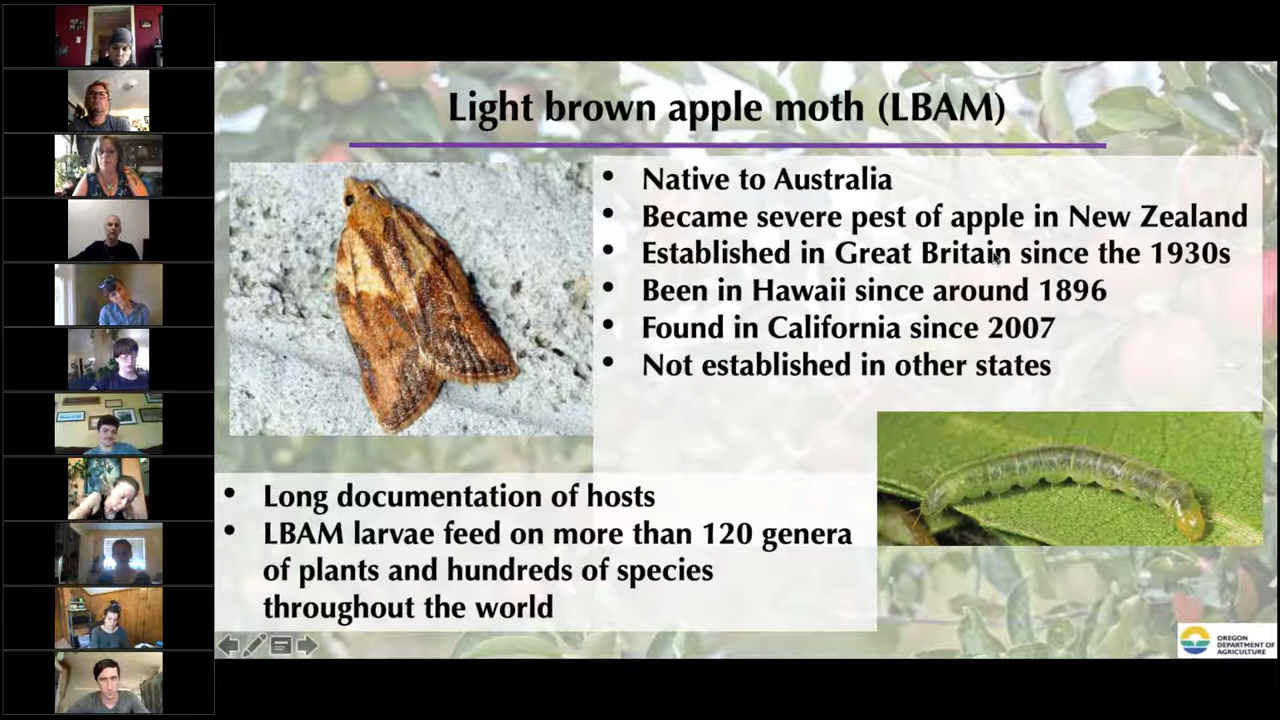 Light brown apple moth (LBAM)
• Native to Australia
• Became severe pest of apple in New Zealand
• Established in Great Britain since the 1930s
• Been in Hawaii since around 1896
• Found in California since 2007
• Not established in other states
• Long documentation of hosts
• LBAM larvae feed on more than 120 genera
of plants and hundreds of species
throughout the world
OREGON
DEPARTMENT OF
AGRICULTURE